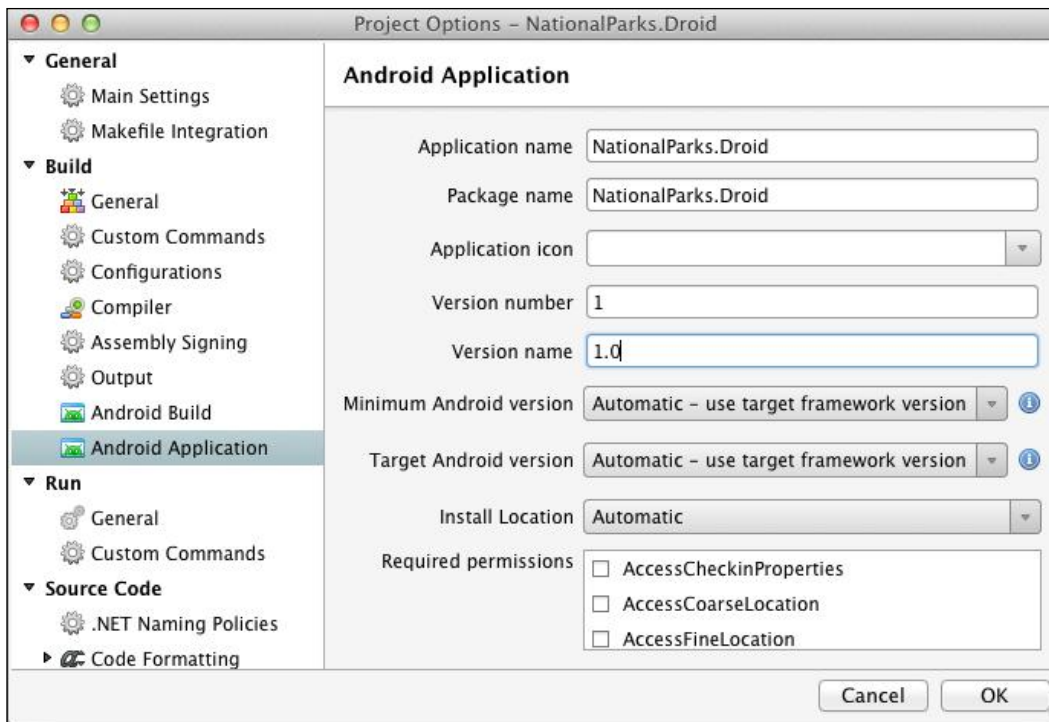 Project Options – NationalParks.Droid
General
Main Settings
Makefile Integration
Build
General
Custom Commands
Configurations
Compiler
Assembly Signing
Output
Android Build
Android Application
Run
General
Custom Commands
Source Code
.NET Naming Policies
Code Formatting
Android Application
Application name NationalParks.Droid
Package name NationalParks.Droid
Application icon
Version number 1
Version name 1.0
Minimum Android version Automatic – use target framework version
Target Android version Automatic – use target framework version
Install Location Automatic
Required permissions AccessCheckinProperties
AccessCoarseLocation
AccessFineLocation
Cancel OK